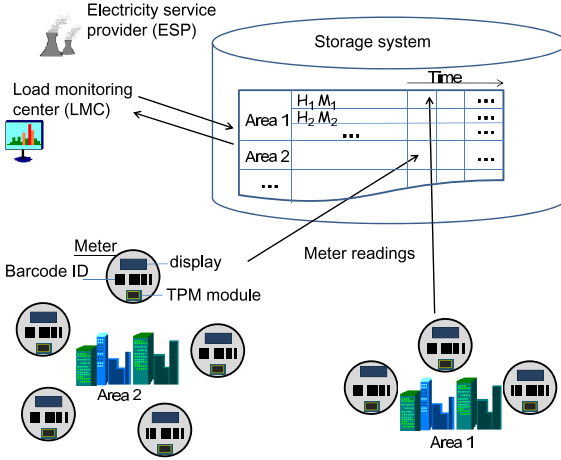 Electricity service
provider (ESP)
Storage system
Time
Load monitoring
center (LMC)
H1 M1
...
Area 1
H2 M2
...
...
...
Area 2
...
...
Meter
display
Meter readings
Barcode ID
TPM module
Area 2
Area 1